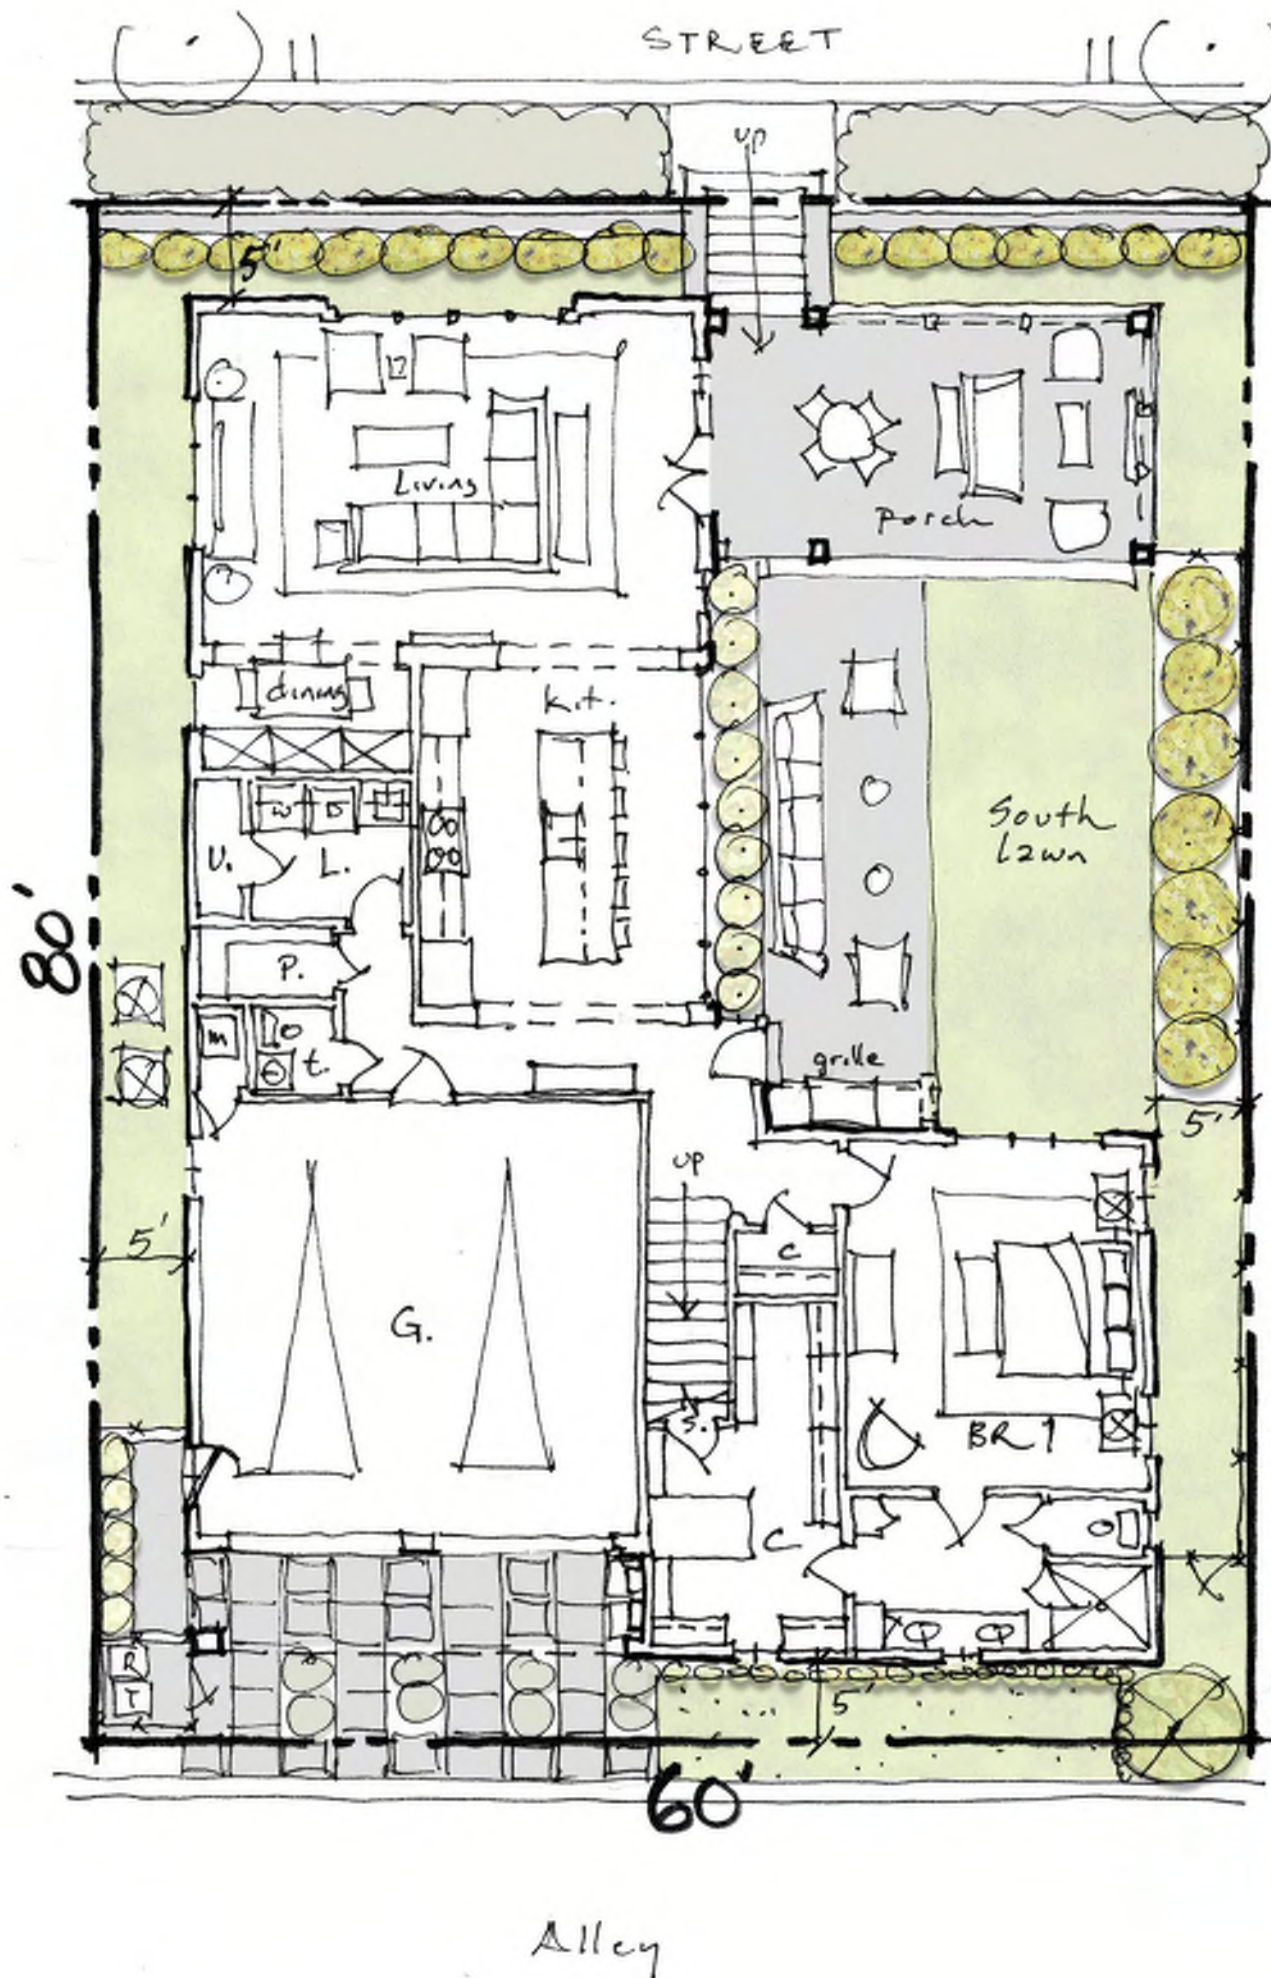 STREET
up
5'
Living
Porch
dining
kit.
South
Lawn
W
D
U.
L.
80'
P.
m
t.
grille
5'
up
5'
C
G.
S.
BR 1
C
R
T
5'
60'
Alley